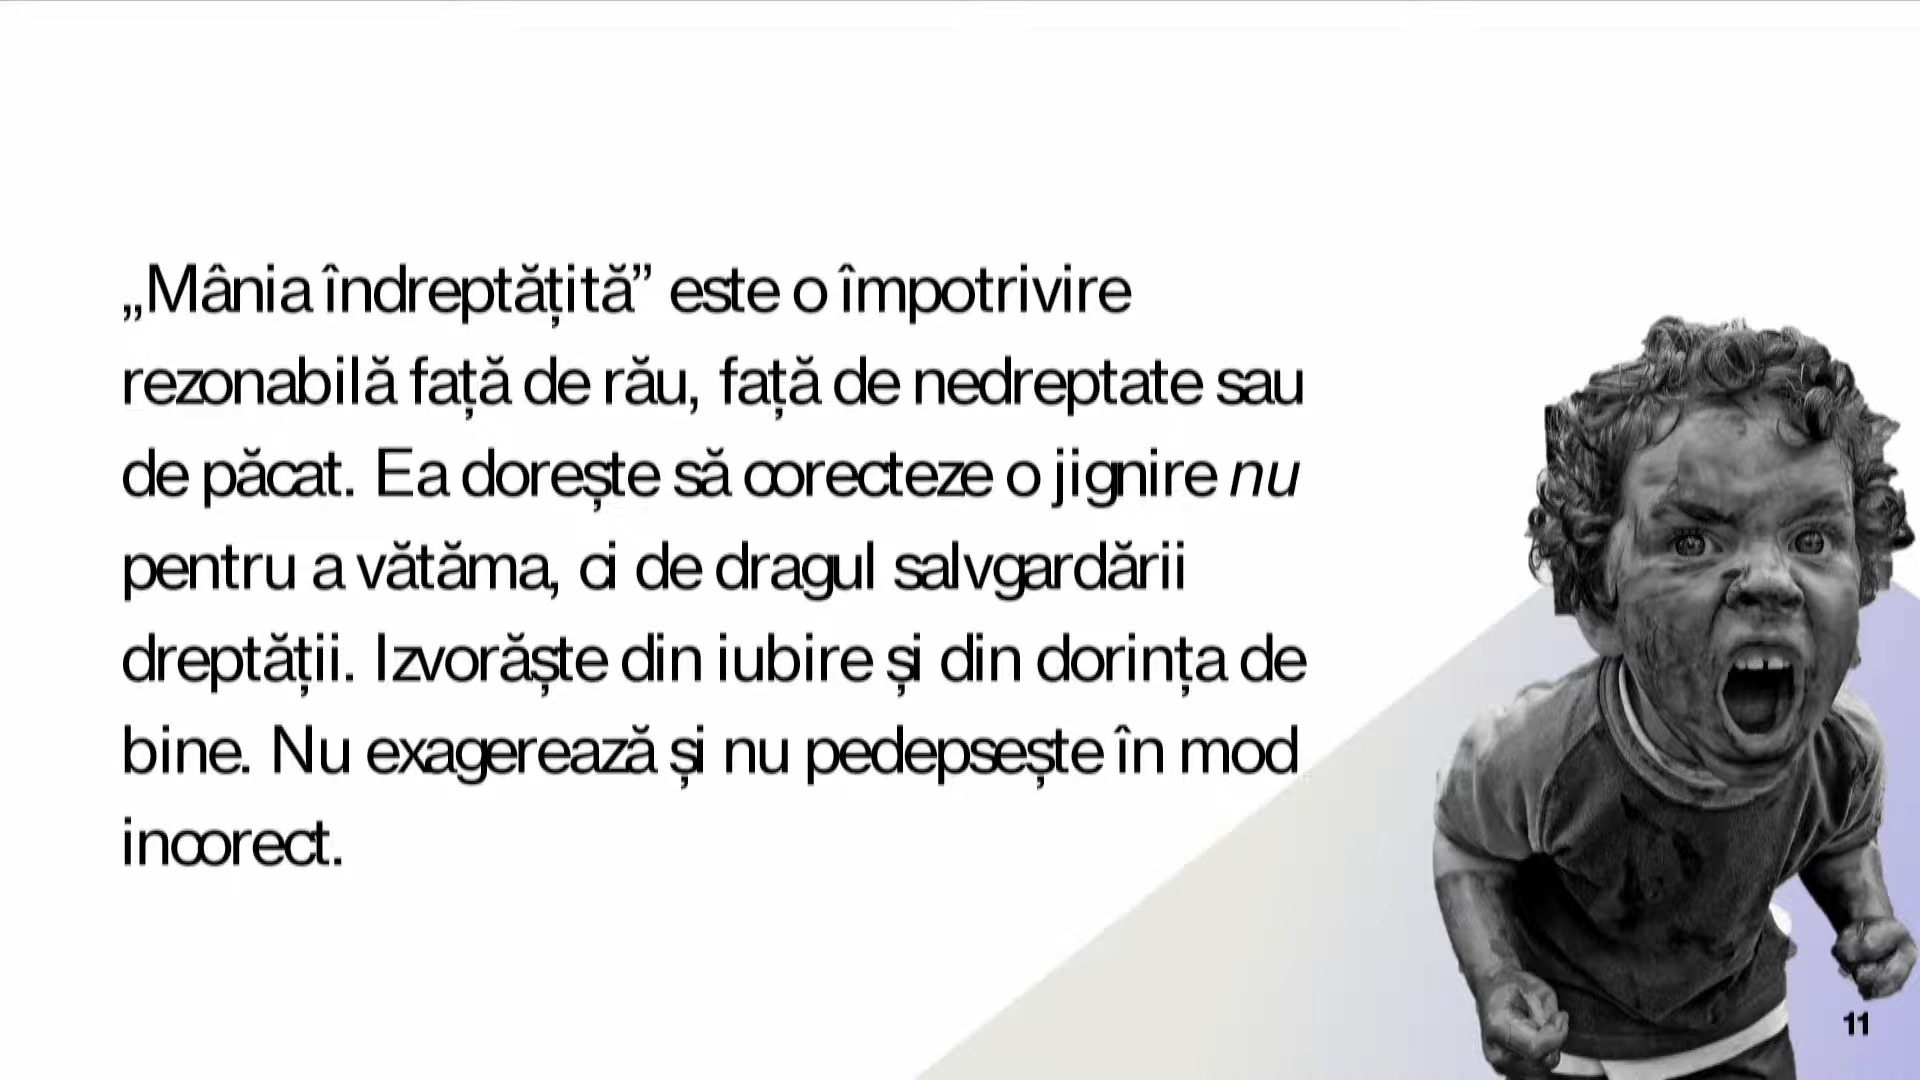 „Mânia îndreptățită” este o împotrivire
rezonabilă față de rău, față de nedreptate sau
de păcat. Ea dorește să corecteze o jignire nu
pentru a vătăma, ci de dragul salvgardării
dreptății. Izvorăște din iubire și din dorința de
bine. Nu exagerează și nu pedepsește în mod
incorect.
11